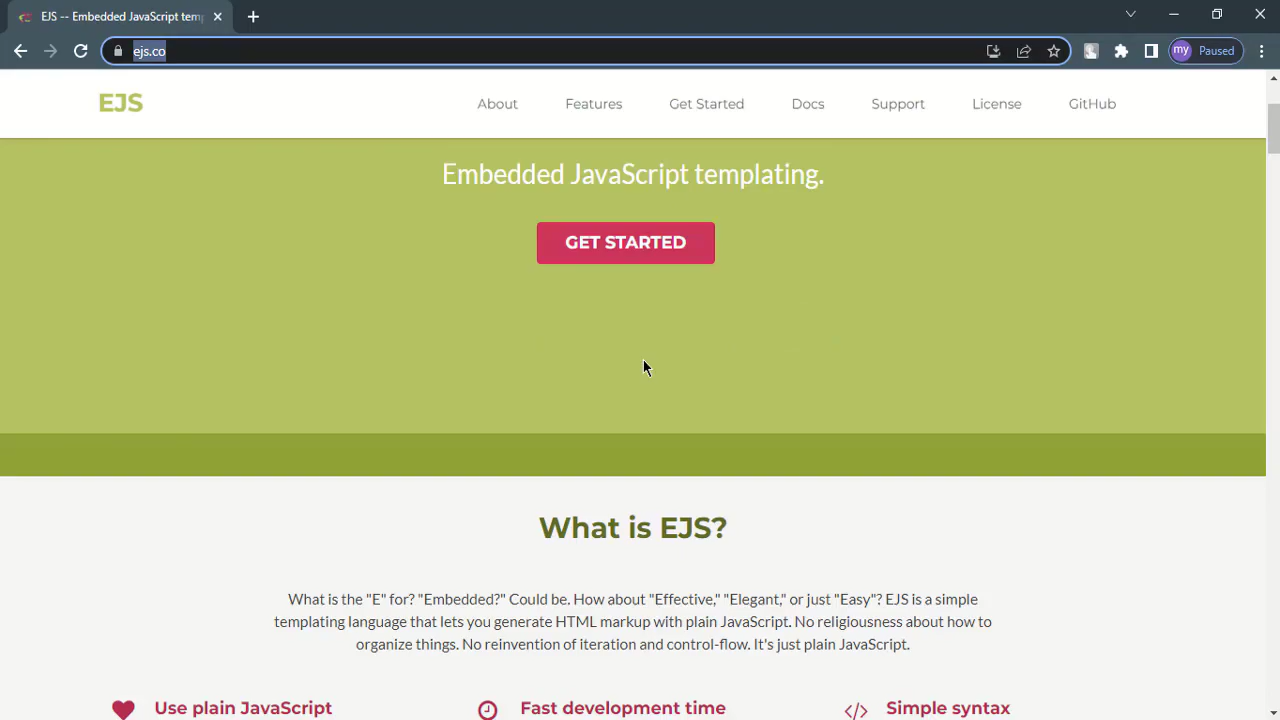 EJS -- Embedded JavaScript temp
ejs.co
my Paused
EJS About Features Get Started Docs Support License GitHub
Embedded JavaScript templating.
GET STARTED
What is EJS?
What is the "E" for? "Embedded?" Could be. How about "Effective," "Elegant," or just "Easy"? EJS is a simple
templating language that lets you generate HTML markup with plain JavaScript. No religiousness about how to
organize things. No reinvention of iteration and control-flow. It's just plain JavaScript.
Use plain JavaScript Fast development time </> Simple syntax